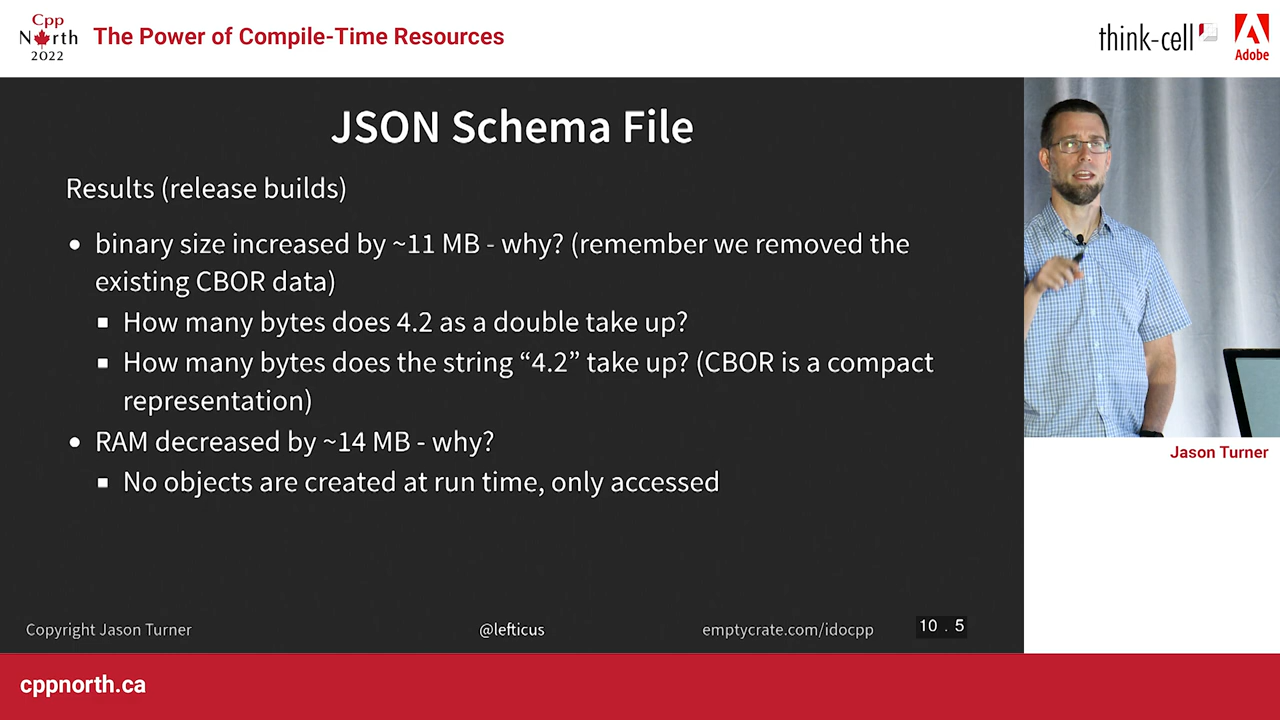 Cpp
North
2022
The Power of Compile-Time Resources
think-cell
Adobe
JSON Schema File
Results (release builds)
• binary size increased by ~11 MB - why? (remember we removed the
existing CBOR data)
▪ How many bytes does 4.2 as a double take up?
▪ How many bytes does the string “4.2” take up? (CBOR is a compact
representation)
• RAM decreased by ~14 MB - why?
▪ No objects are created at run time, only accessed
Copyright Jason Turner
@lefticus
emptycrate.com/idocpp
10 . 5
Jason Turner
cppnorth.ca